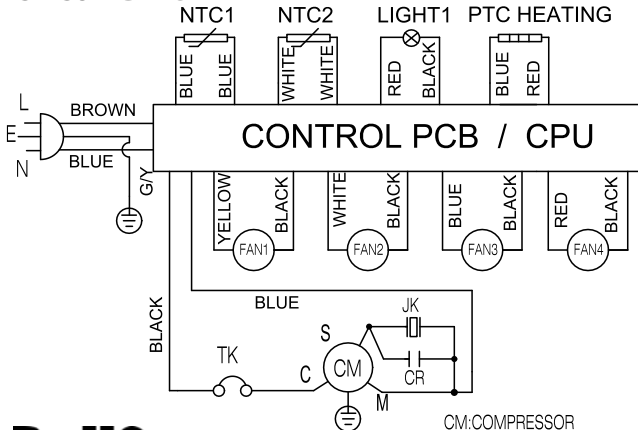 NTC1 NTC2 LIGHT1 PTC HEATING
BLUE BLUE WHITE WHITE RED BLACK BLUE RED
L BROWN
E
N BLUE G/Y
CONTROL PCB / CPU
YELLOW BLACK WHITE BLACK BLUE BLACK RED BLACK
FAN1 FAN2 FAN3 FAN4
BLACK
BLUE
JK
S
TK
C CM CR
M
CM:COMPRESSOR